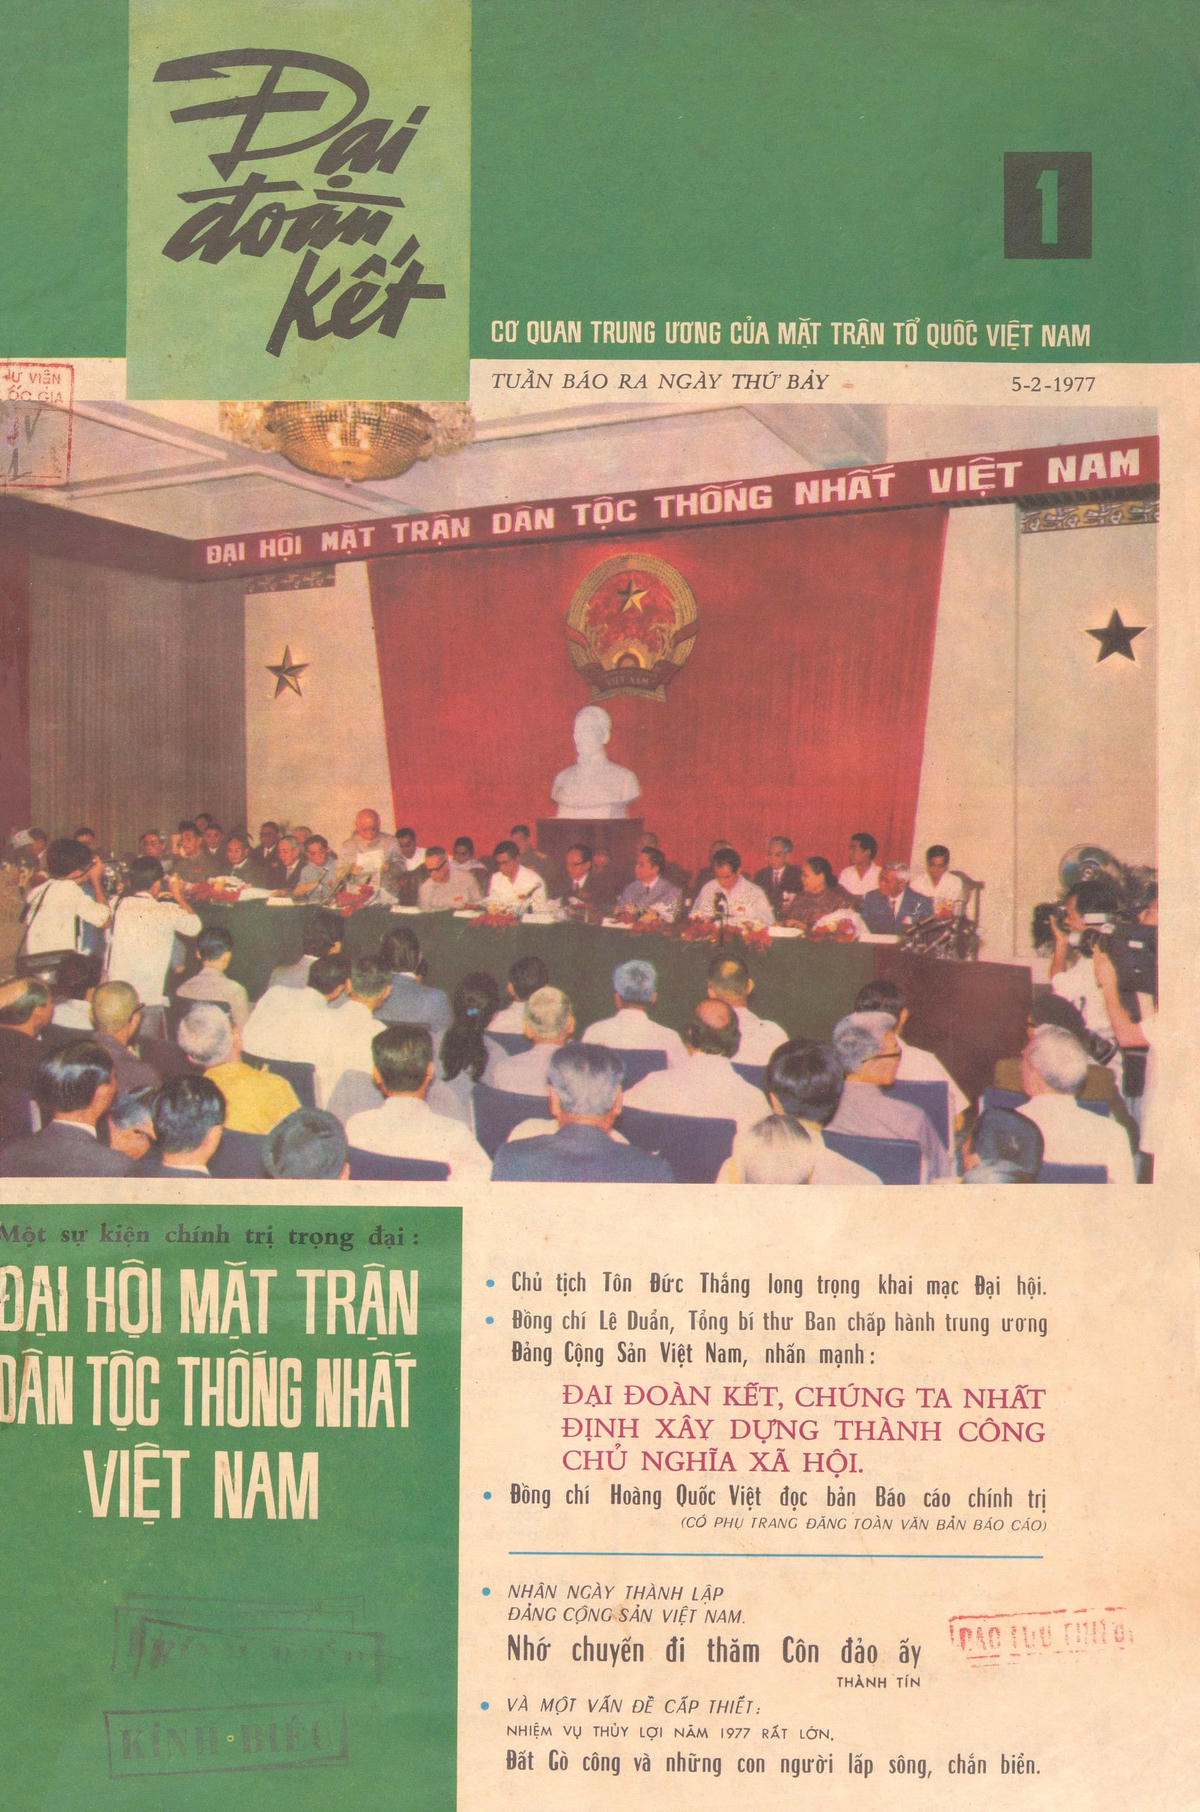 Đại
đoàn
kết
1
CƠ QUAN TRUNG ƯƠNG CỦA MẶT TRẬN TỔ QUỐC VIỆT NAM
TUẦN BÁO RA NGÀY THỨ BẢY 5-2-1977
VIỆN
ĐẠI HỘI MẶT TRẬN DÂN TỘC THỐNG NHẤT VIỆT NAM
VIỆT NAM
Một sự kiện chính trị trọng đại :
ĐẠI HỘI MẶT TRẬN
DÂN TỘC THỐNG NHẤT
VIỆT NAM
• Chủ tịch Tôn Đức Thắng long trọng khai mạc Đại hội.
• Đồng chí Lê Duẩn, Tổng bí thư Ban chấp hành trung ương
Đảng Cộng Sản Việt Nam, nhấn mạnh :
ĐẠI ĐOÀN KẾT, CHÚNG TA NHẤT
ĐỊNH XÂY DỰNG THÀNH CÔNG
CHỦ NGHĨA XÃ HỘI.
• Đồng chí Hoàng Quốc Việt đọc bản Báo cáo chính trị
(CÓ PHỤ TRANG ĐĂNG TOÀN VĂN BẢN BÁO CÁO)
• NHÂN NGÀY THÀNH LẬP
ĐẢNG CỘNG SẢN VIỆT NAM.
Nhớ chuyến đi thăm Côn đảo ấy
THÀNH TÍN
• VÀ MỘT VẤN ĐỀ CẤP THIẾT :
NHIỆM VỤ THỦY LỢI NĂM 1977 RẤT LỚN.
Đất Gò công và những con người lấp sông, chắn biển.
KÍNH • BIẾU